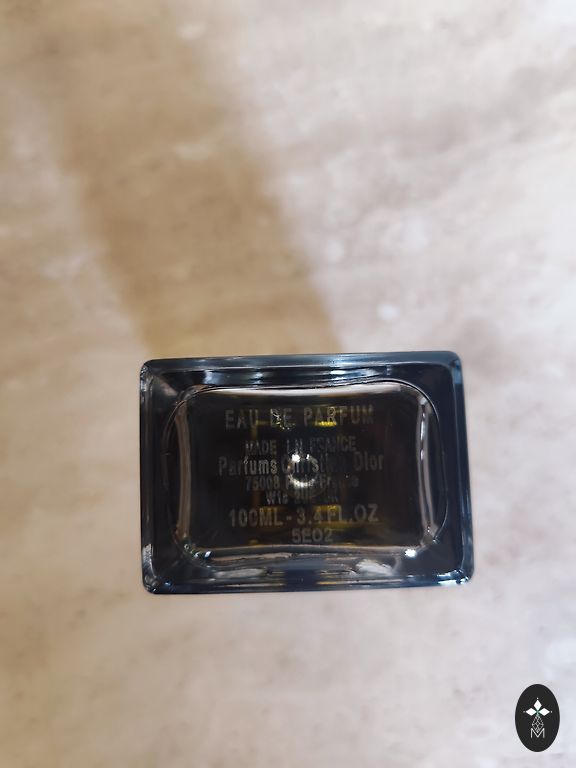 EAU DE PARFUM
MADE IN FRANCE
Parfums Christian Dior
75008 Paris France
100ML - 3.4 FL.OZ
5E02
M